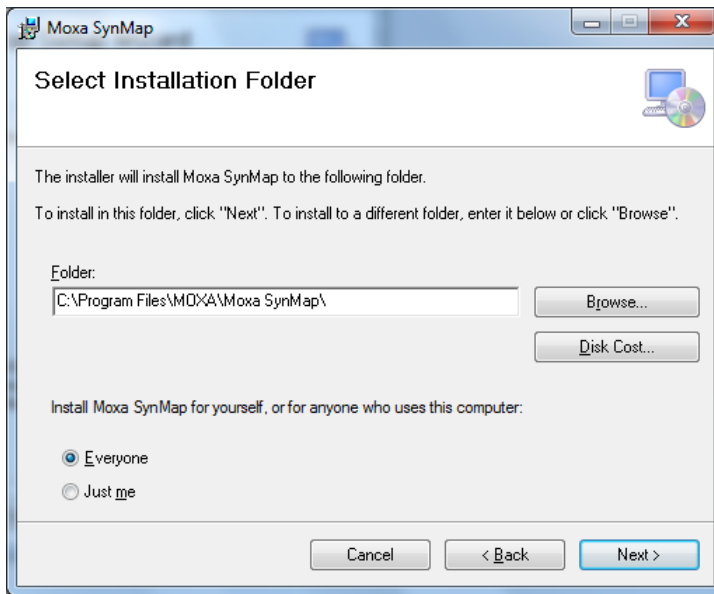 Moxa SynMap
Select Installation Folder
The installer will install Moxa SynMap to the following folder.
To install in this folder, click "Next". To install to a different folder, enter it below or click "Browse".
Folder:
C:\Program Files\MOXA\Moxa SynMap\
Browse...
Disk Cost...
Install Moxa SynMap for yourself, or for anyone who uses this computer:
Everyone
Just me
Cancel
< Back
Next >